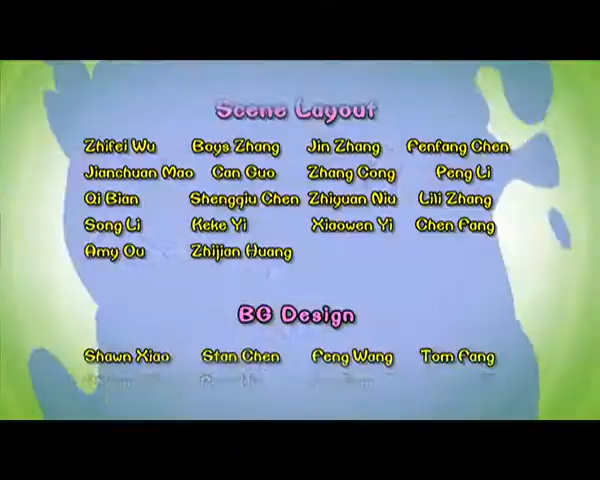 Scene Layout
Zhifei Wu Boys Zhang Jin Zhang Fenfang Chen
Jianchuan Mao Can Guo Zhang Cong Peng Li
Qi Bian Shengqiu Chen Zhiyuan Niu Lili Zhang
Song Li Keke Yi Xiaowen Yi Chen Fang
Amy Ou Zhijian Huang
BG Design
Shawn Xiao Stan Chen Feng Wang Tom Fang